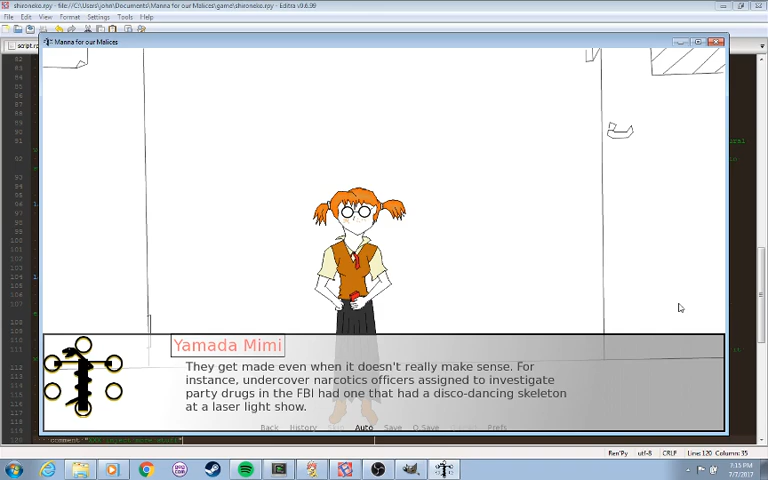 shroneko.rpy - file://C:\Users\john\Documents\Manna for our Malices\game\shroneko.rpy - Editra v0.6.99
File Edit View Format Settings Tools Help
Manna for our Malices
Yamada Mimi
They get made even when it doesn't really make sense. For
instance, undercover narcotics officers assigned to investigate
party drugs in the FBI had one that had a disco-dancing skeleton
at a laser light show.
Back History Auto Save Q.Save Prefs
Ren'Py utf-8 CRLF Line: 120 Column: 35
7:15 PM
7/7/2017